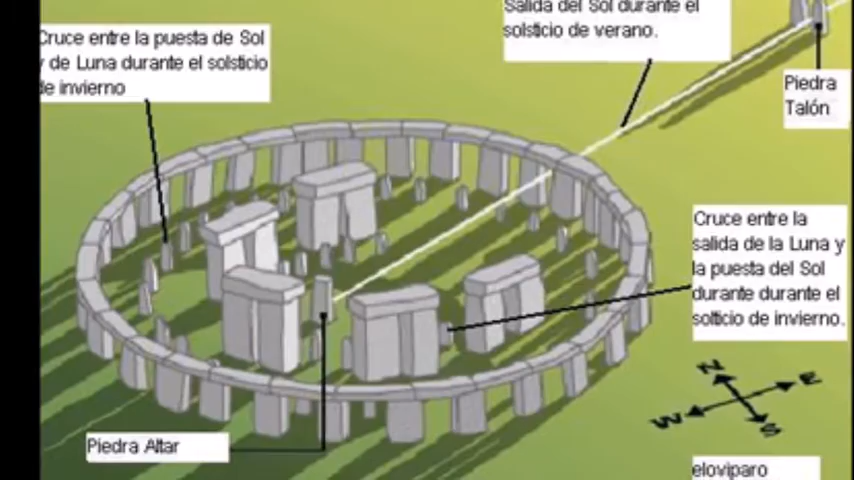 Salida del Sol durante el
solsticio de verano.
Cruce entre la puesta de Sol
y de Luna durante el solsticio
de invierno
Piedra
Talón
Cruce entre la
salida de la Luna y
la puesta del Sol
durante durante el
solticio de invierno.
N
E
W
S
Piedra Altar
eloviparo